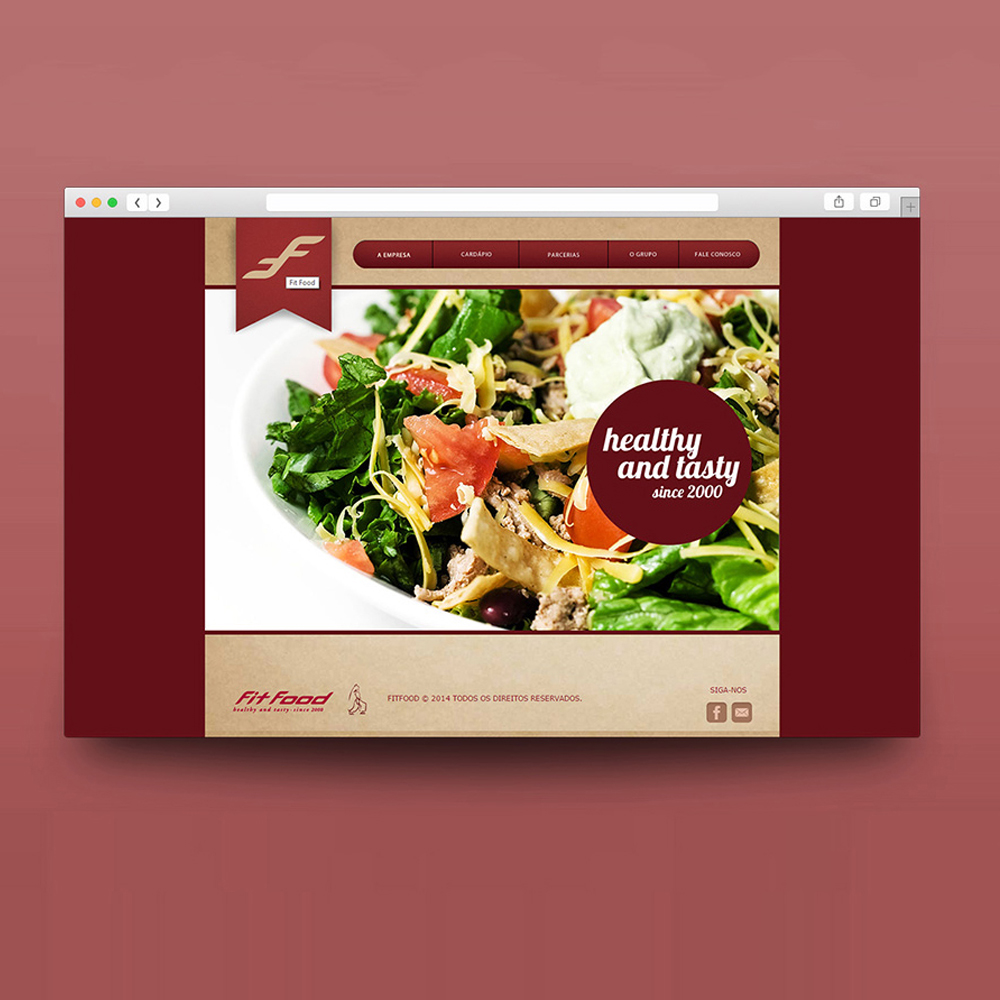 A EMPRESA
CARDÁPIO
PARCERIAS
O GRUPO
FALE CONOSCO
Fit Food
healthy
and tasty
since 2000
Fit Food
healthy and tasty · since 2000
FITFOOD © 2014 TODOS OS DIREITOS RESERVADOS.
SIGA-NOS